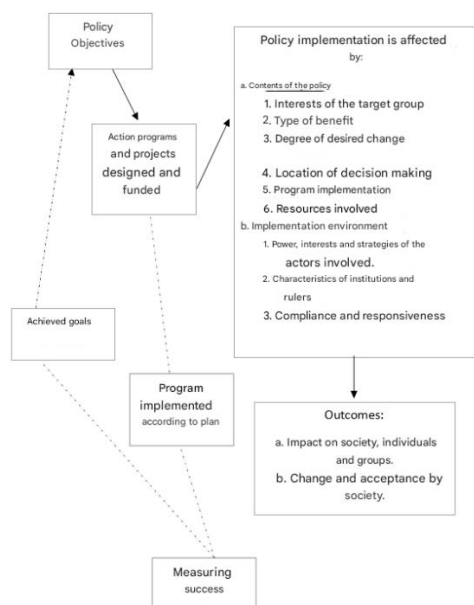 Policy
Objectives
Action programs
and projects
designed and
funded
Policy implementation is affected
by:
a. Contents of the policy
1. Interests of the target group
2. Type of benefit
3. Degree of desired change
4. Location of decision making
5. Program implementation
6. Resources involved
b. Implementation environment
1. Power, interests and strategies of the
actors involved.
2. Characteristics of institutions and
rulers
3. Compliance and responsiveness
Achieved goals
Program
implemented
according to plan
Outcomes:
a. Impact on society, individuals
and groups.
b. Change and acceptance by
society.
Measuring
success